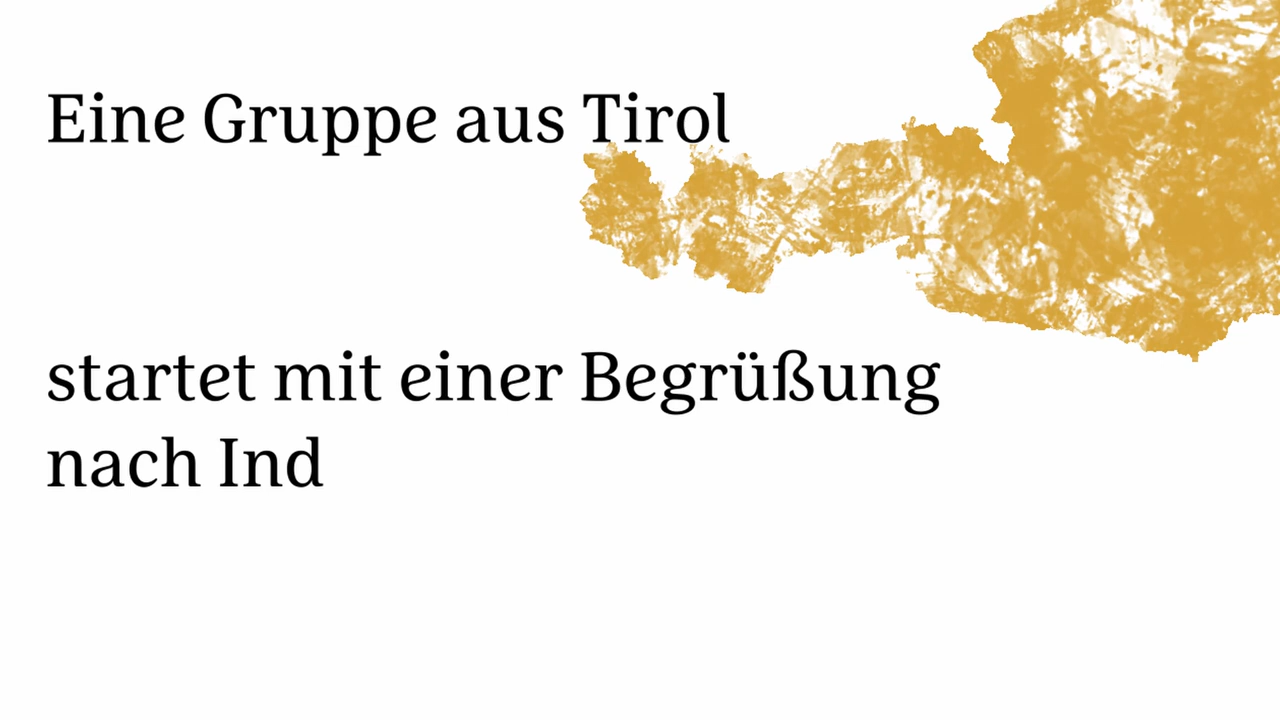 Eine Gruppe aus Tirol
startet mit einer Begrüßung
nach Ind